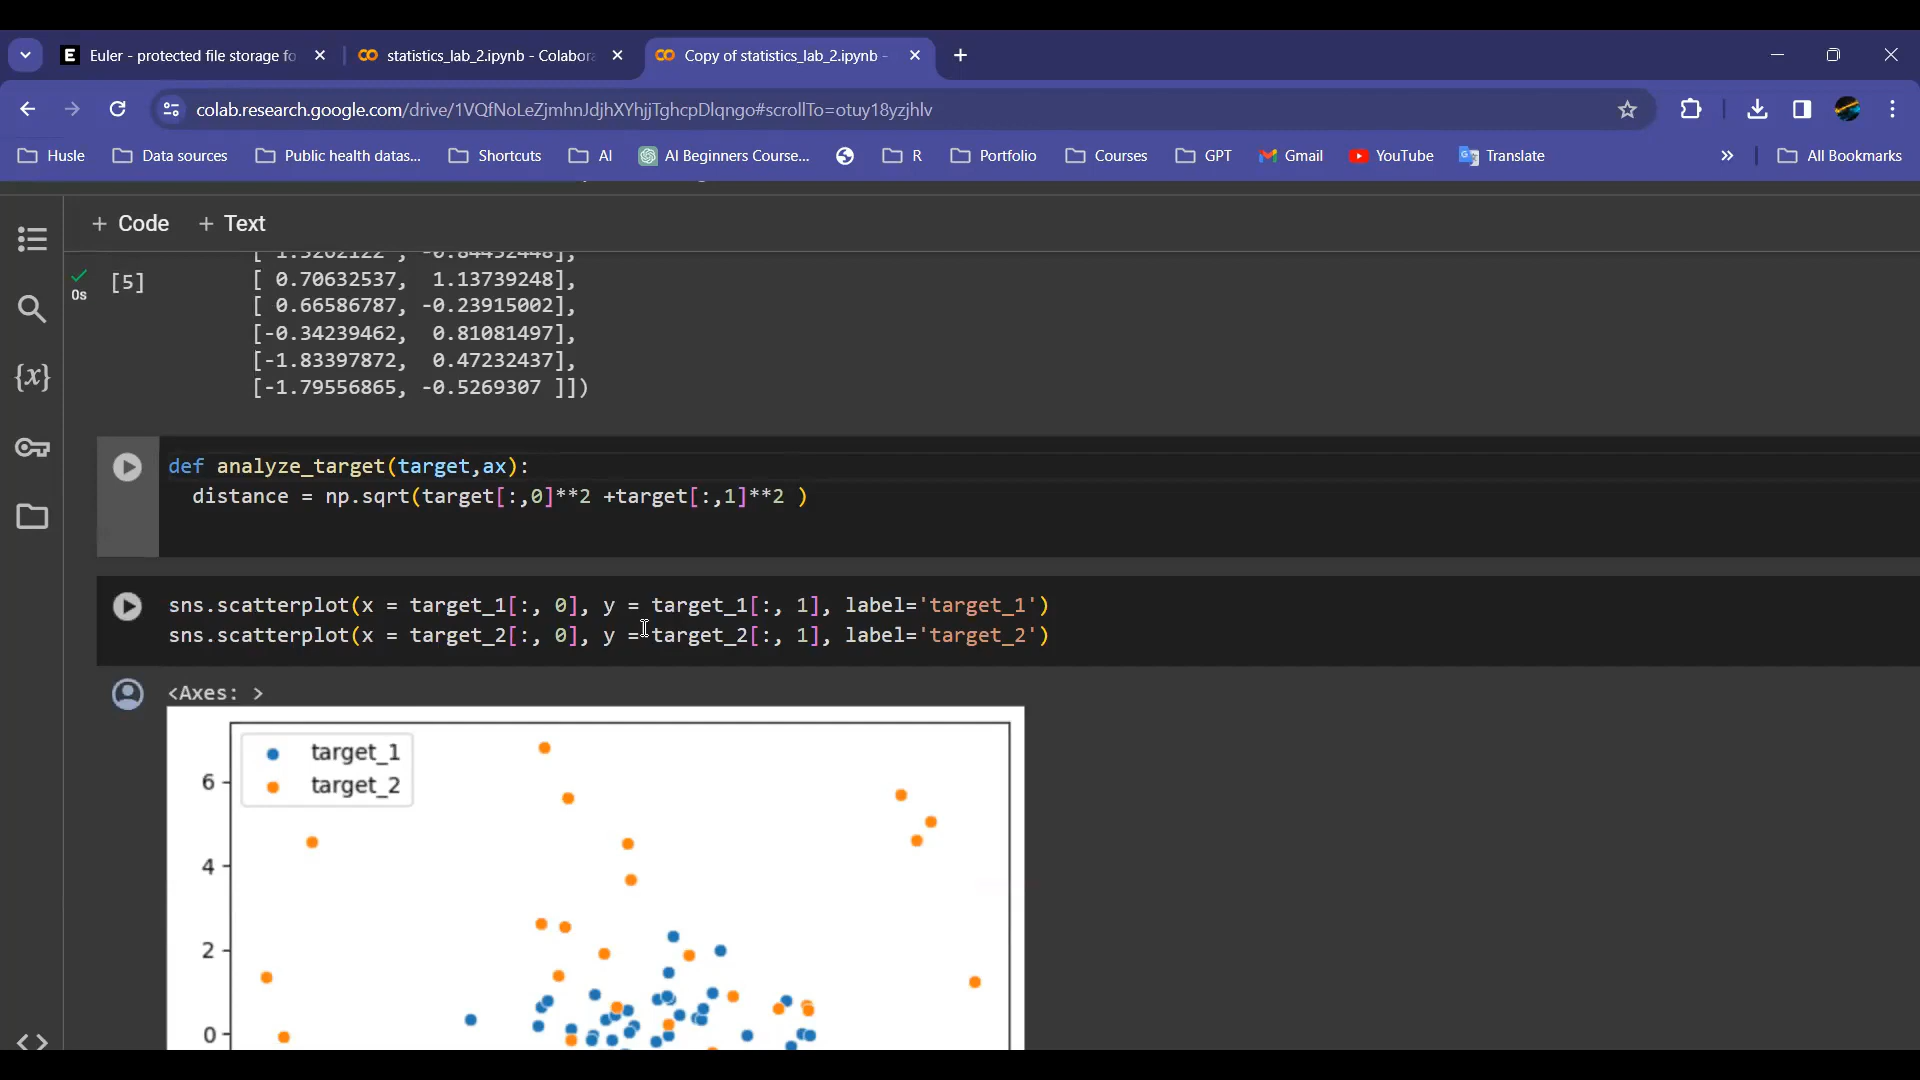 Euler - protected file storage fo
statistics_lab_2.ipynb - Colabora
Copy of statistics_lab_2.ipynb -
colab.research.google.com/drive/1VQfNoLeZjmhnJdjhXYhjjTghcpDlqngo#scrollTo=otuy18yzjhlv
Husle
Data sources
Public health datas...
Shortcuts
AI
AI Beginners Course...
R
Portfolio
Courses
GPT
Gmail
YouTube
Translate
»
All Bookmarks
+ Code + Text
0s
[5]
[ 0.70632537, 1.13739248],
[ 0.66586787, -0.23915002],
[-0.34239462, 0.81081497],
[-1.83397872, 0.47232437],
[-1.79556865, -0.5269307 ]])
{x}
def analyze_target(target,ax):
distance = np.sqrt(target[:,0]**2 +target[:,1]**2 )
sns.scatterplot(x = target_1[:, 0], y = target_1[:, 1], label='target_1')
sns.scatterplot(x = target_2[:, 0], y = target_2[:, 1], label='target_2')
<Axes: >
target_1
target_2
6
4
2
0